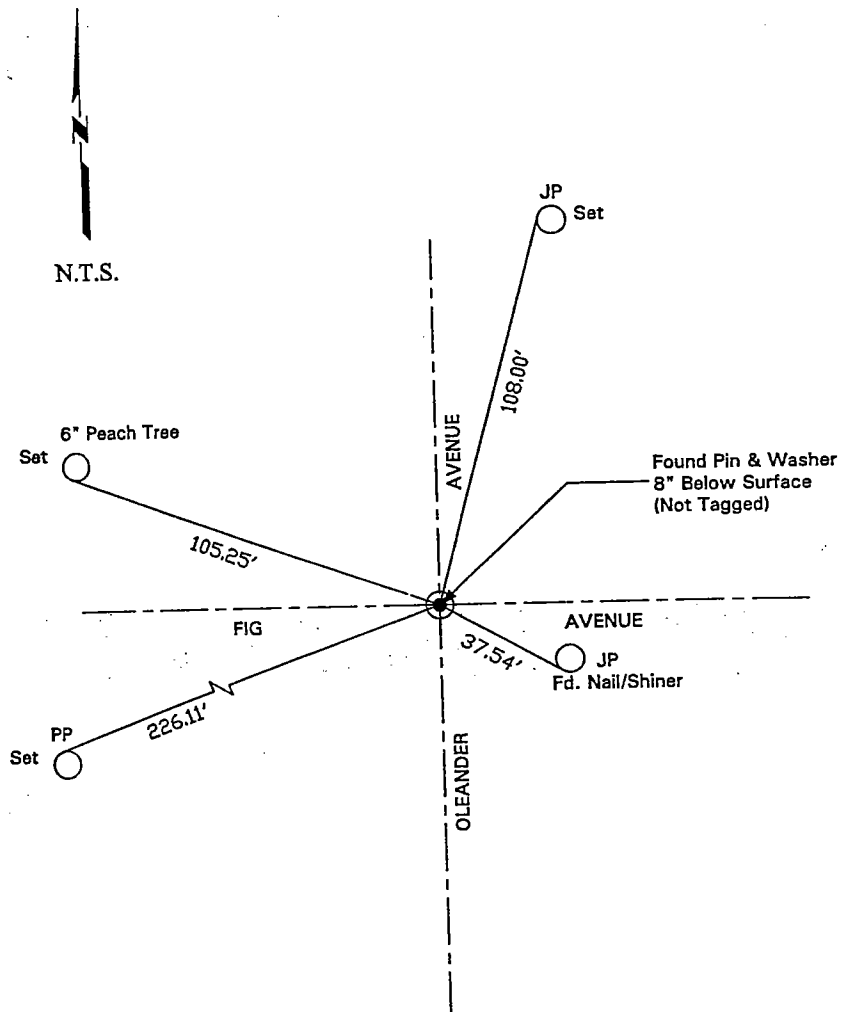 N
N.T.S.
JP
Set
108.00'
AVENUE
6" Peach Tree
Set
105.25'
Found Pin & Washer
8" Below Surface
(Not Tagged)
FIG
AVENUE
37.54'
JP
Fd. Nail/Shiner
226.11'
PP
Set
OLEANDER